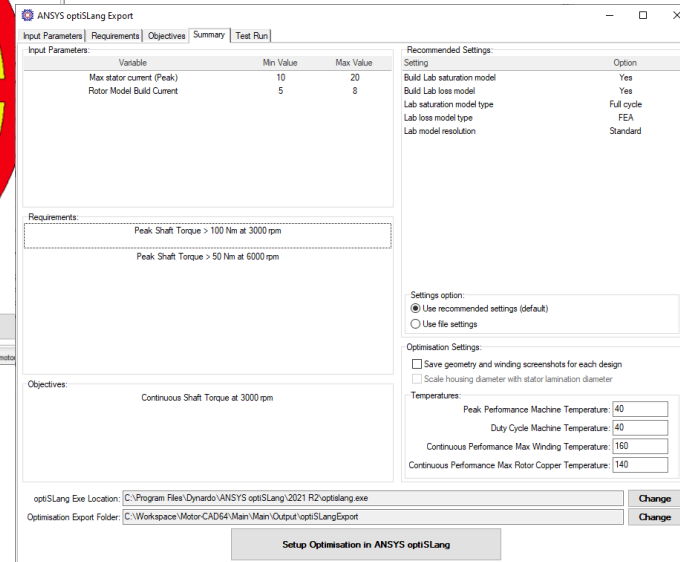 ANSYS optiSLang Export
Input Parameters Requirements Objectives Summary Test Run
Input Parameters:
Variable Min Value Max Value
Max stator current (Peak) 10 20
Rotor Model Build Current 5 8
Recommended Settings:
Setting Option
Build Lab saturation model Yes
Build Lab loss model Yes
Lab saturation model type Full cycle
Lab loss model type FEA
Lab model resolution Standard
Requirements:
Peak Shaft Torque > 100 Nm at 3000 rpm
Peak Shaft Torque > 50 Nm at 6000 rpm
Settings option:
Use recommended settings (default)
Use file settings
Optimisation Settings:
Save geometry and winding screenshots for each design
Scale housing diameter with stator lamination diameter
Objectives:
Continuous Shaft Torque at 3000 rpm
Temperatures:
Peak Performance Machine Temperature: 40
Duty Cycle Machine Temperature: 40
Continuous Performance Max Winding Temperature: 160
Continuous Performance Max Rotor Copper Temperature: 140
optiSLang Exe Location: C:\Program Files\Dynardo\ANSYS optiSLang\2021 R2\optislang.exe Change
Optimisation Export Folder: C:\Workspace\Motor-CAD64\Main\Main\Output\optiSLangExport Change
Setup Optimisation in ANSYS optiSLang